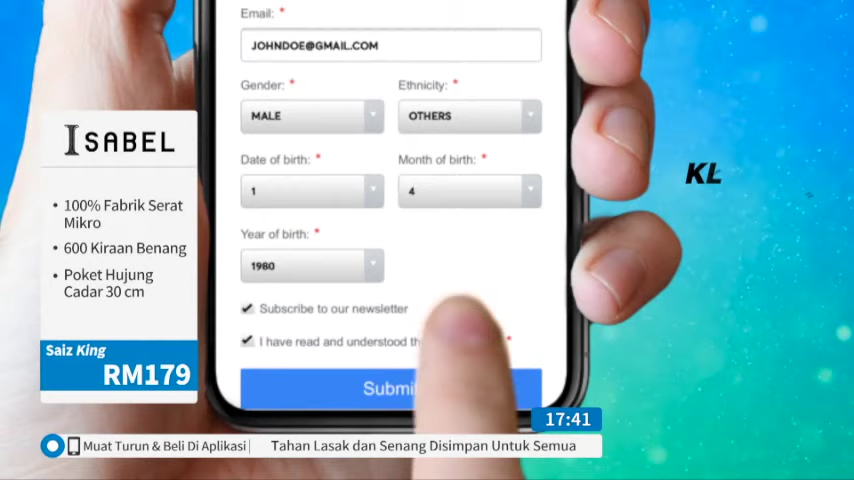 Email: *
JOHNDOE@GMAIL.COM
Gender: * Ethnicity: *
MALE OTHERS
Date of birth: * Month of birth: *
1 4
Year of birth: *
1980
Subscribe to our newsletter
I have read and understood *
Submi
ISABEL
• 100% Fabrik Serat
Mikro
• 600 Kiraan Benang
• Poket Hujung
Cadar 30 cm
Saiz King
RM179
KL
17:41
Muat Turun & Beli Di Aplikasi | Tahan Lasak dan Senang Disimpan Untuk Semua